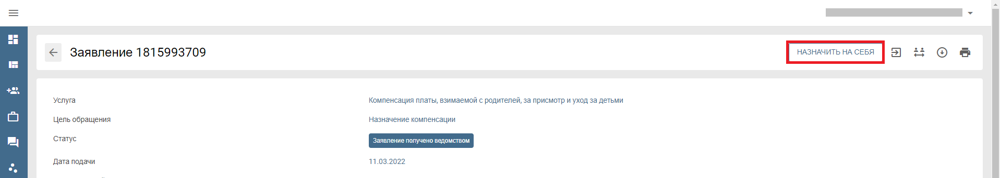 Заявление 1815993709
НАЗНАЧИТЬ НА СЕБЯ
Услуга
Компенсация платы, взимаемой с родителей, за присмотр и уход за детьми
Цель обращения
Назначение компенсации
Статус
Заявление получено ведомством
Дата подачи
11.03.2022